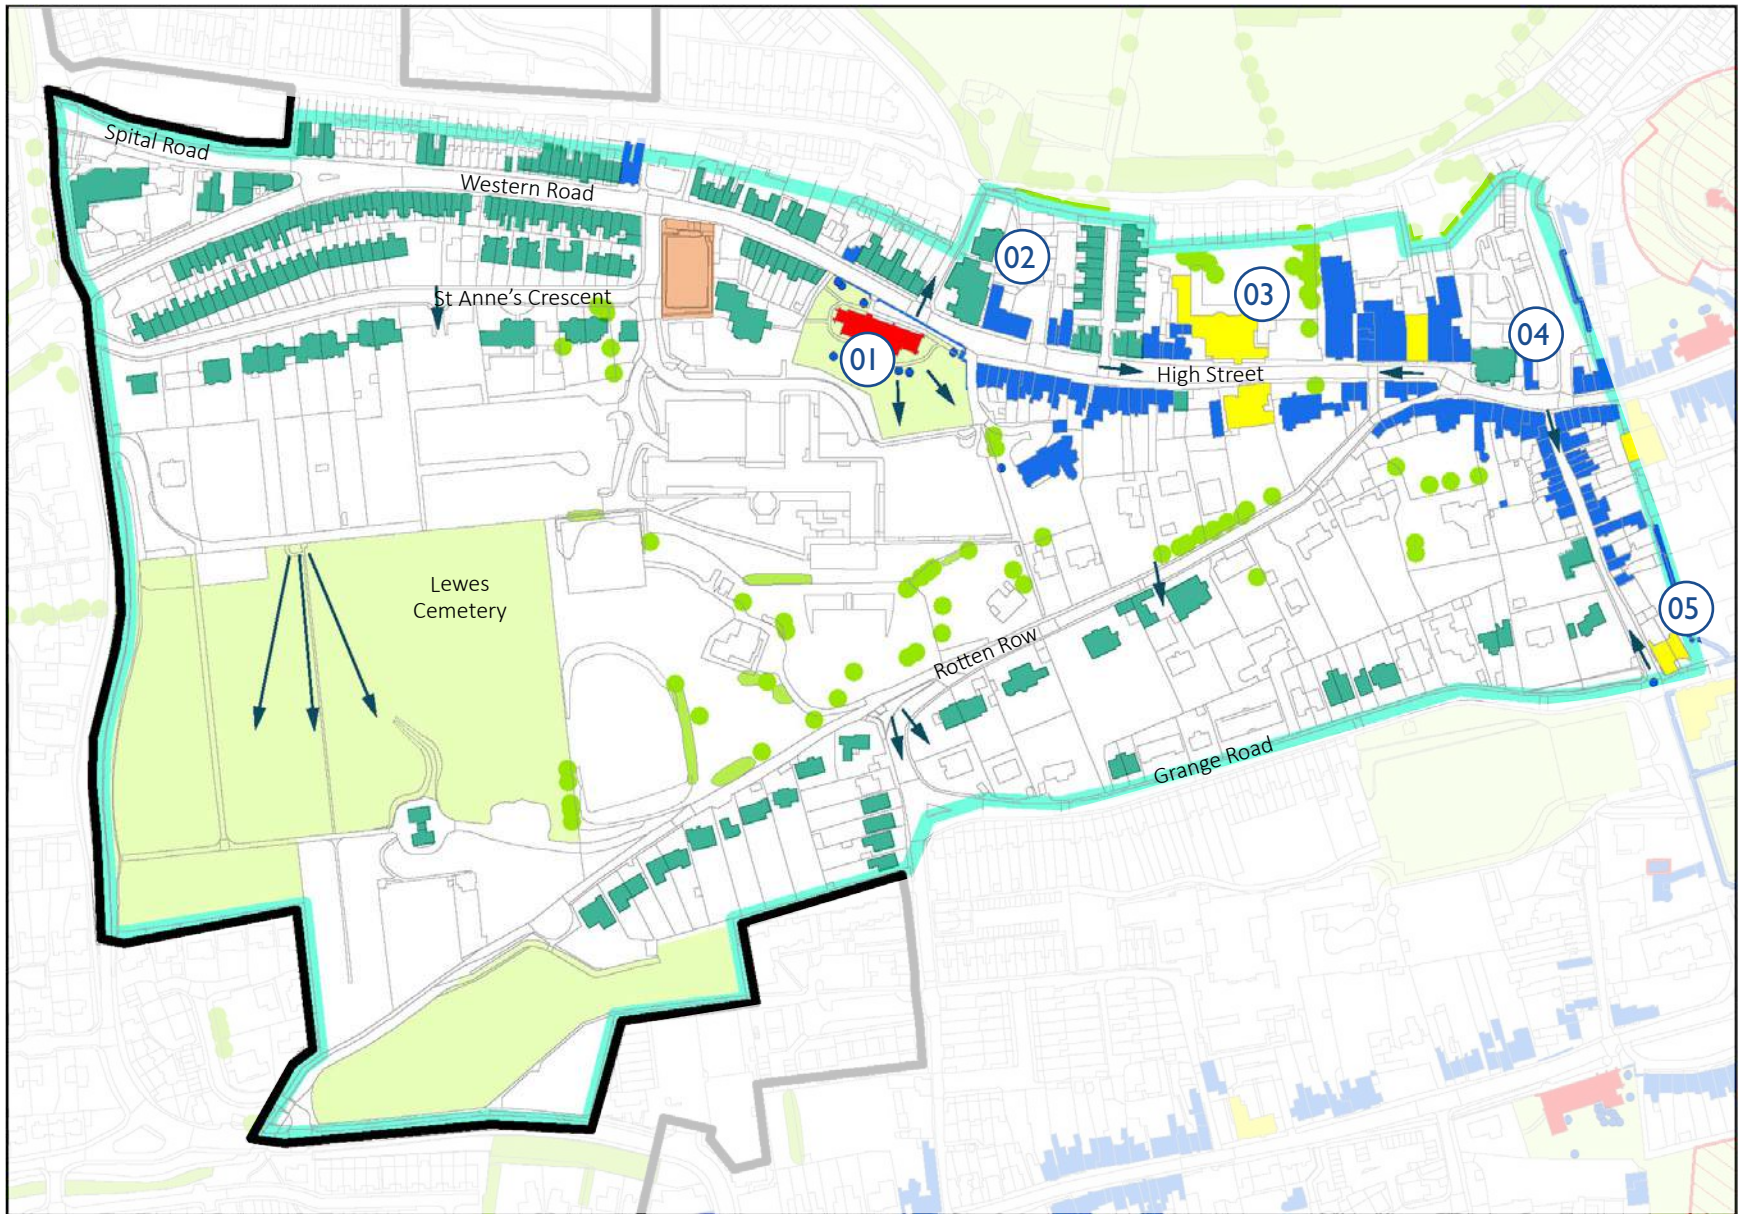 Spital Road
Western Road
02
03
St Anne's Crescent
04
01
High Street
Lewes
Cemetery
05
Rotten Row
Grange Road